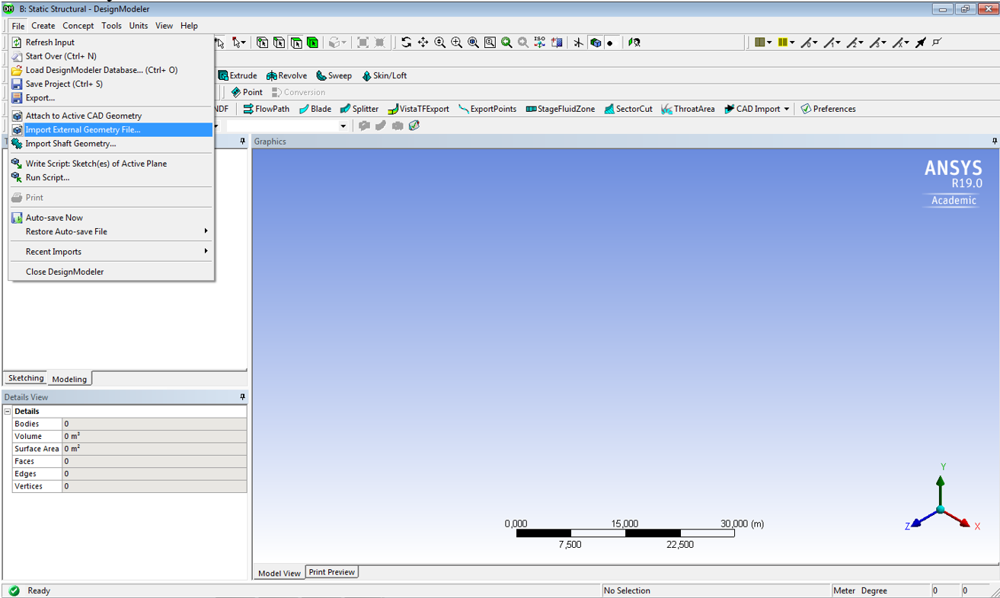 B: Static Structural - DesignModeler
File Create Concept Tools Units View Help
Refresh Input
Start Over (Ctrl+ N)
Load DesignModeler Database... (Ctrl+ O)
Save Project (Ctrl+ S)
Export...
Attach to Active CAD Geometry
Import External Geometry File...
Import Shaft Geometry...
Write Script: Sketch(es) of Active Plane
Run Script...
Print
Auto-save Now
Restore Auto-save File
Recent Imports
Close DesignModeler
ISO
Extrude Revolve Sweep Skin/Loft
Point Conversion
NDF FlowPath Blade Splitter VistaTFExport ExportPoints StageFluidZone SectorCut ThroatArea CAD Import Preferences
Graphics
ANSYS
R19.0
Academic
Sketching Modeling
Details View
Details
Bodies 0
Volume 0 m³
Surface Area 0 m²
Faces 0
Edges 0
Vertices 0
Y
Z X
0,000 15,000 30,000 (m)
7,500 22,500
Model View Print Preview
Ready No Selection Meter Degree 0 0